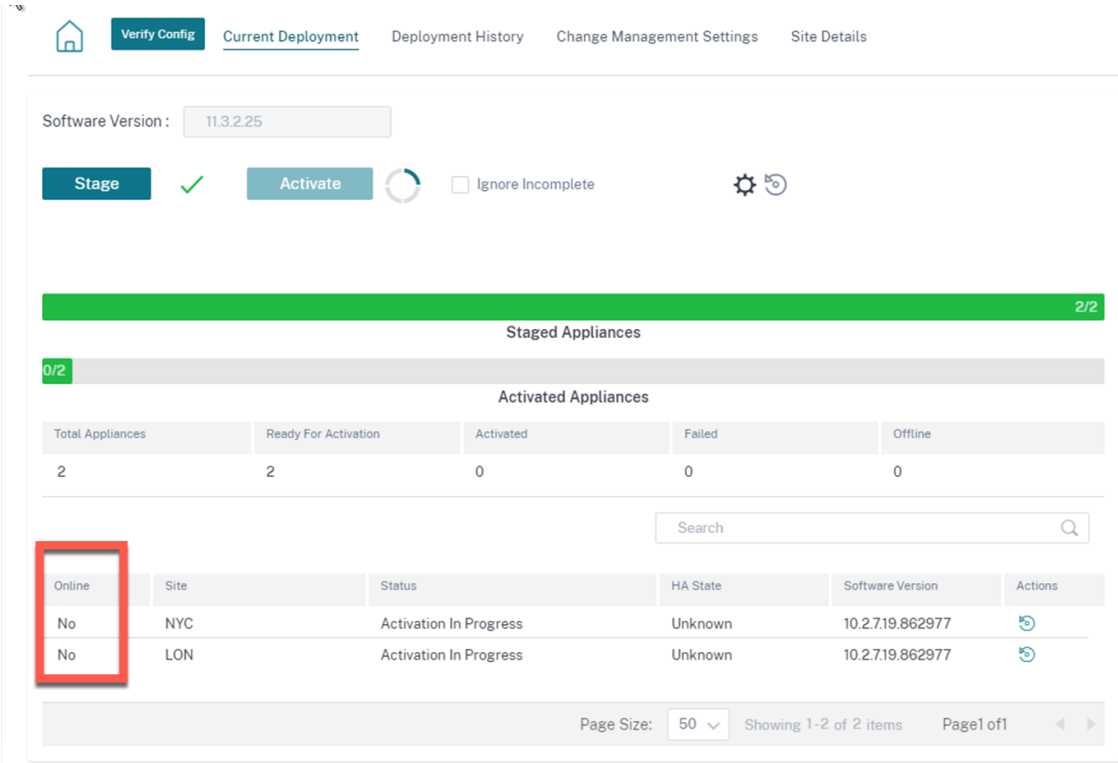 Verify Config Current Deployment Deployment History Change Management Settings Site Details
Software Version : 11.3.2.25
Stage Activate Ignore Incomplete
2/2
Staged Appliances
0/2
Activated Appliances
Total Appliances Ready For Activation Activated Failed Offline
2 2 0 0 0
Search
Online Site Status HA State Software Version Actions
No NYC Activation In Progress Unknown 10.2.7.19.862977
No LON Activation In Progress Unknown 10.2.7.19.862977
Page Size: 50 Showing 1-2 of 2 items Page1 of1